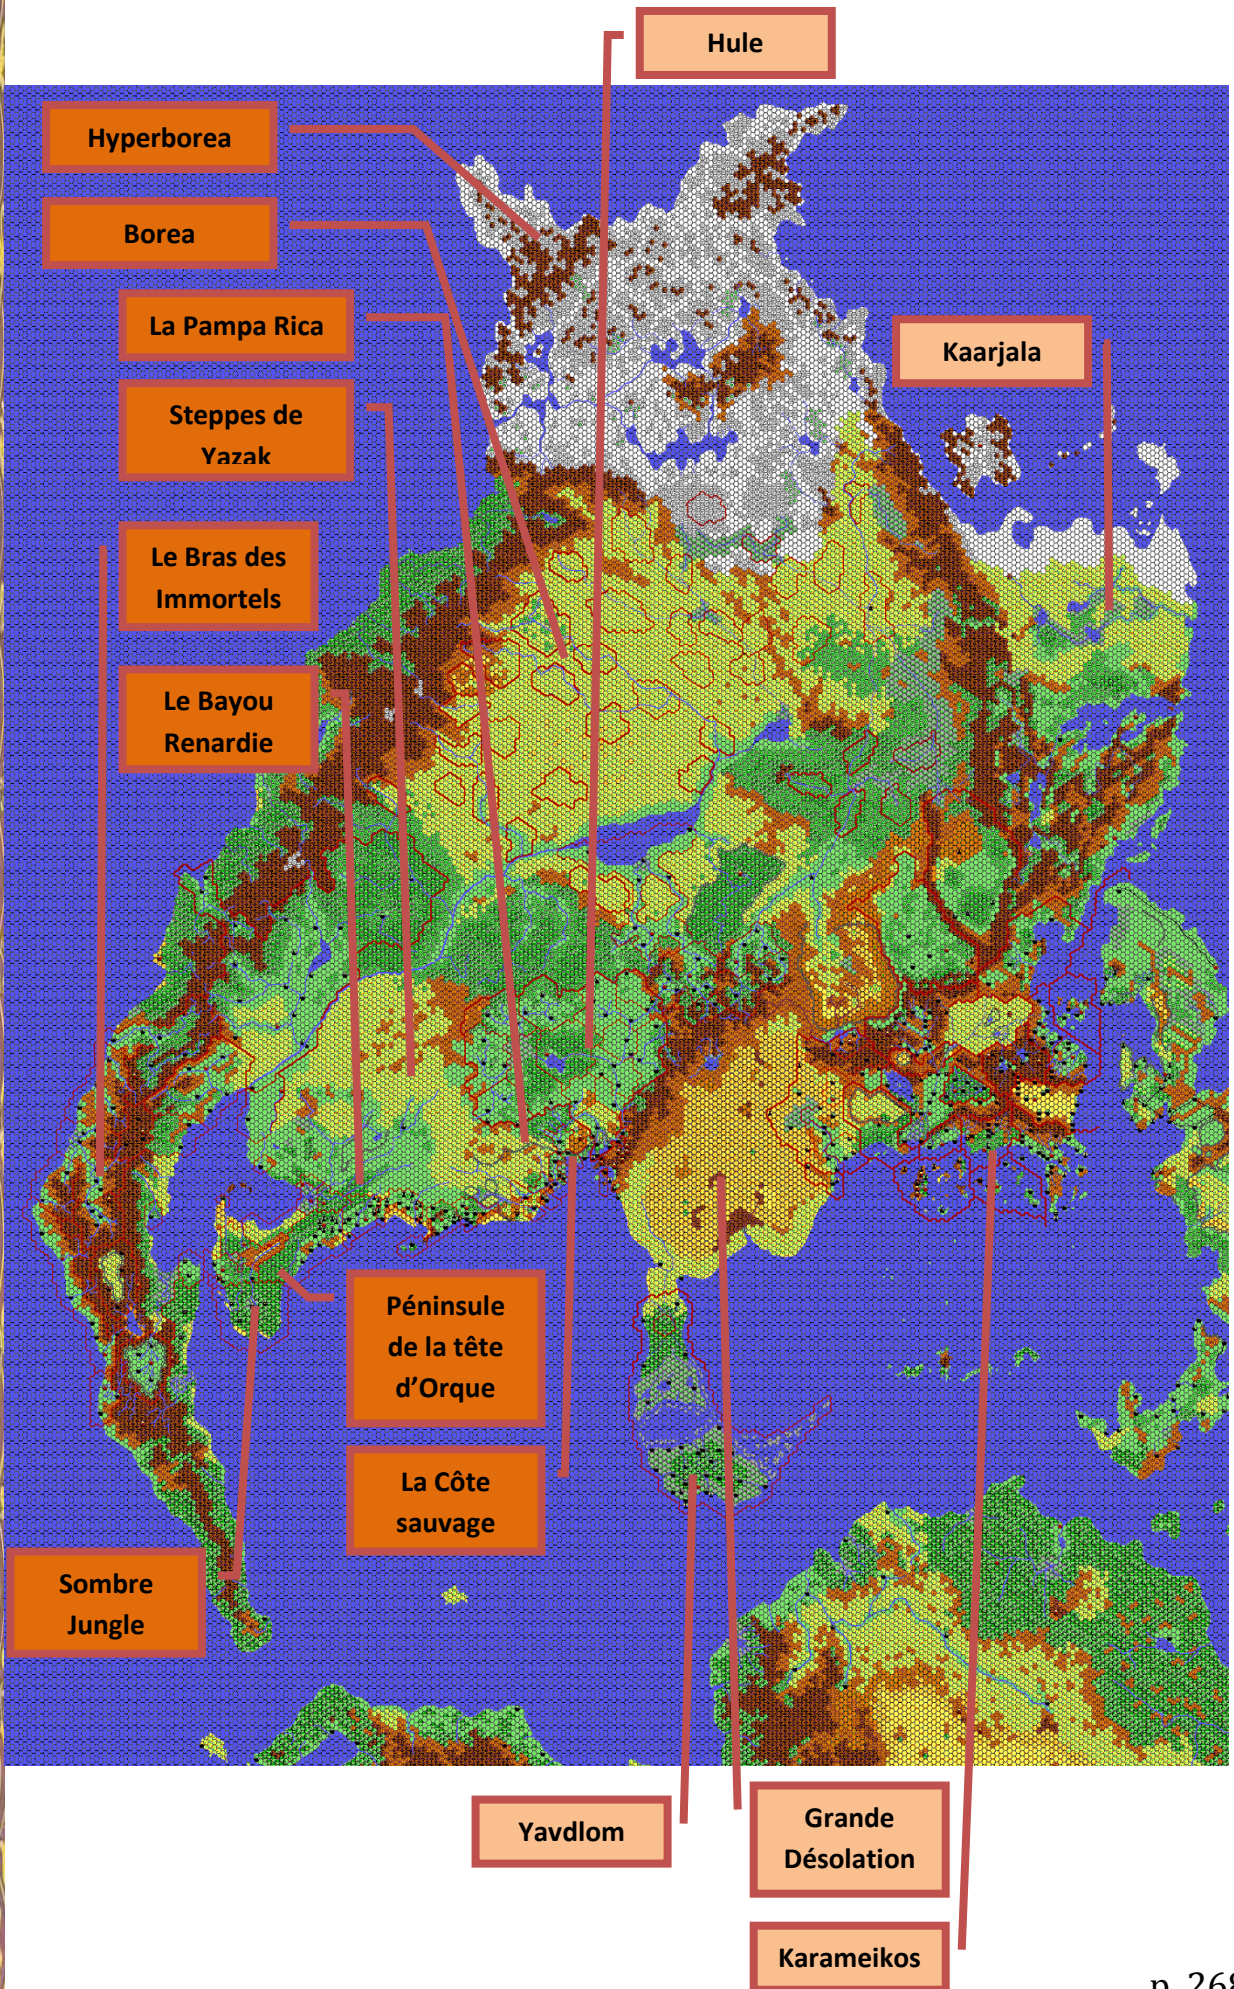 Hule
Hyperborea
Borea
La Pampa Rica
Kaarjala
Steppes de
Yazak
Le Bras des
Immortels
Le Bayou
Renardie
Péninsule
de la tête
d’Orque
La Côte
sauvage
Sombre
Jungle
Yavdlom
Grande
Désolation
Karameikos
p. 268